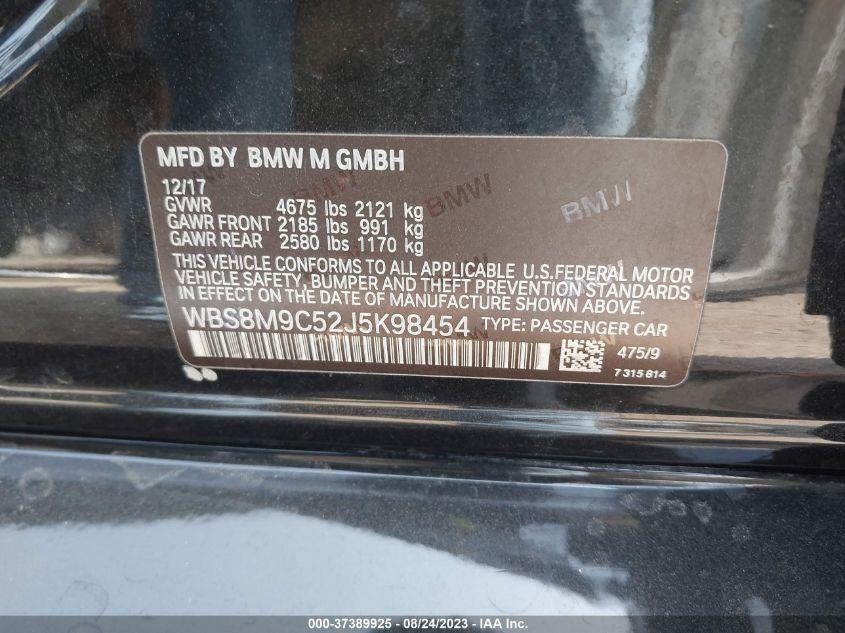 MFD BY BMW M GMBH
12/17
GVWR 4675 lbs 2121 kg
GAWR FRONT 2185 lbs 991 kg
GAWR REAR 2580 lbs 1170 kg
THIS VEHICLE CONFORMS TO ALL APPLICABLE U.S.FEDERAL MOTOR
VEHICLE SAFETY, BUMPER AND THEFT PREVENTION STANDARDS
IN EFFECT ON THE DATE OF MANUFACTURE SHOWN ABOVE.
WBS8M9C52J5K98454 TYPE: PASSENGER CAR
475/9
7 315 814
BMW
BMW
000-37389925 - 08/24/2023 - IAA Inc.